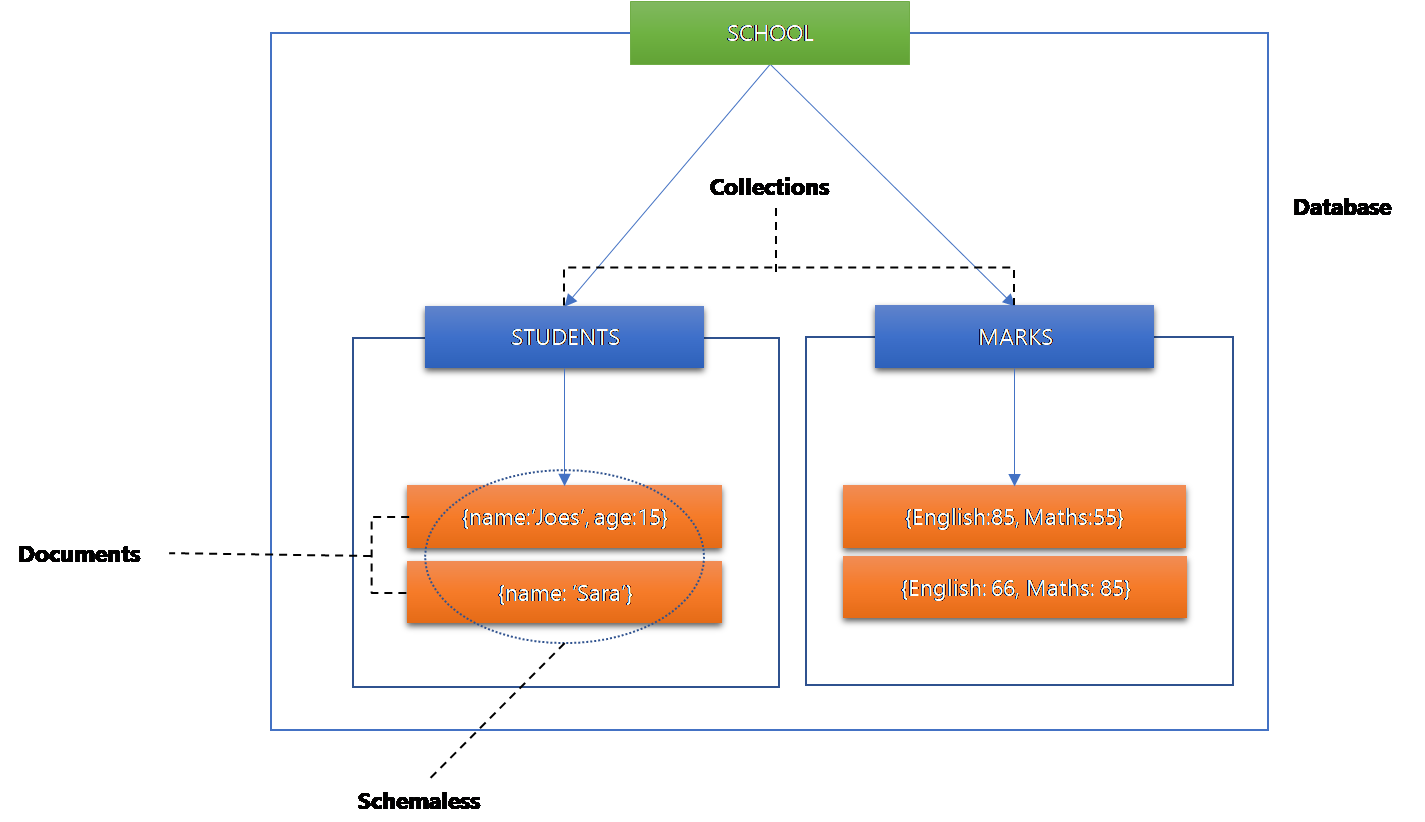 SCHOOL
Collections
Database
STUDENTS
MARKS
{name:'Joes', age:15}
{English:85, Maths:55}
Documents
{name: 'Sara'}
{English: 66, Maths: 85}
Schemaless